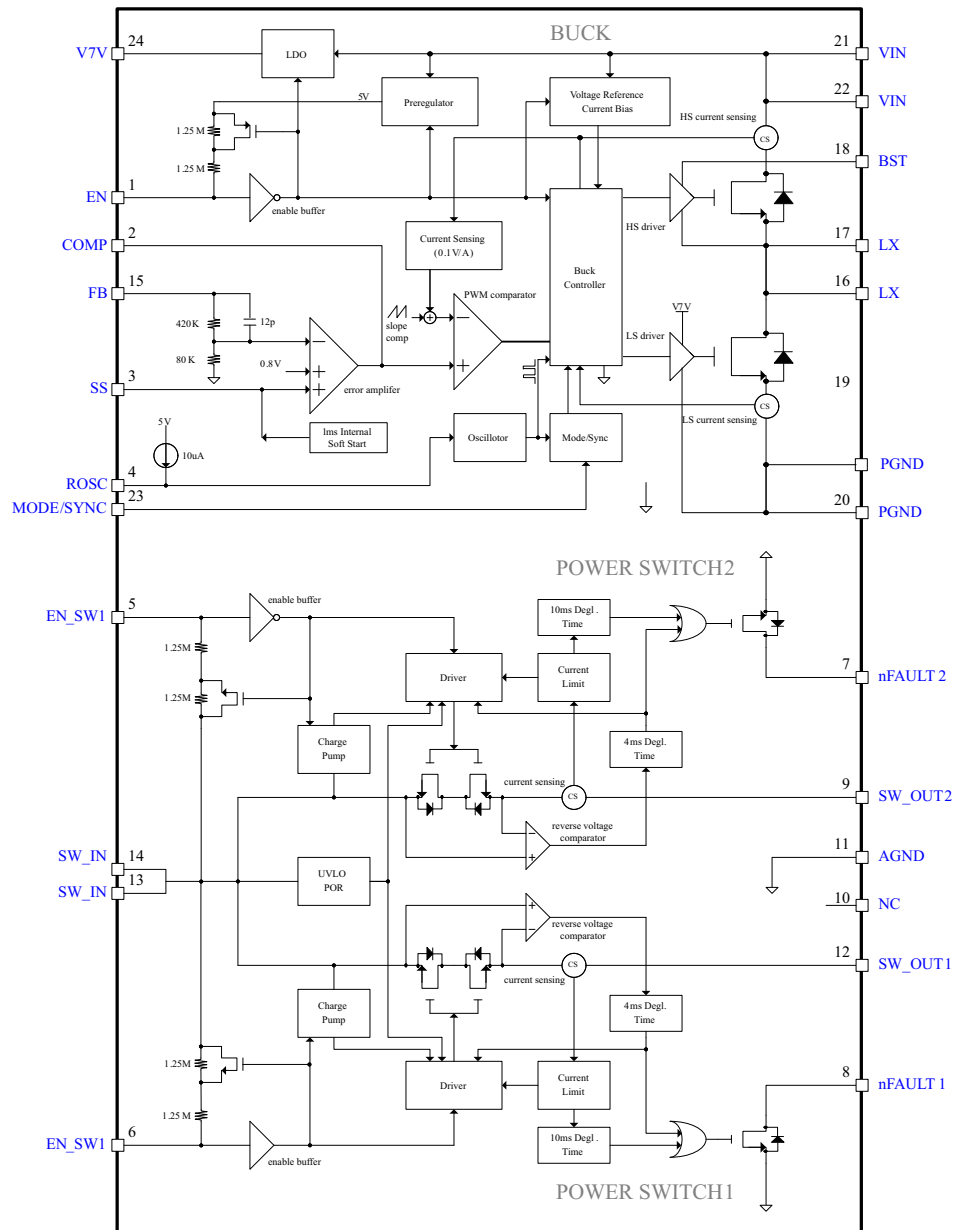 BUCK
24
V7V
LDO
21
VIN
5V
Preregulator
Voltage Reference
Current Bias
22
VIN
HS current sensing
CS
1.25 M
1.25 M
18
BST
1
EN
enable buffer
HS driver
2
COMP
Current Sensing
(0.1V/A)
17
LX
Buck
Controller
15
FB
PWM comparator
16
LX
420K
12p
slope
comp
−
+
V7V
LS driver
80 K
0.8V
−
+
+
error amplifer
+
3
SS
19
CS
LS current sensing
1ms Internal
Soft Start
Oscillotor
Mode/Sync
5V
10uA
4
ROSC
PGND
23
MODE/SYNC
20
PGND
POWER SWITCH2
5
EN_SW1
enable buffer
10ms Degl .
Time
1.25M
7
nFAULT 2
Driver
Current
Limit
1.25M
Charge
Pump
4ms Degl.
Time
current sensing
CS
9
SW_OUT2
−
+
reverse voltage
comparator
14
SW_IN
11
AGND
UVLO
POR
13
SW_IN
10
NC
+
−
reverse voltage
comparator
12
SW_OUT1
CS
current sensing
Charge
Pump
4ms Degl.
Time
1.25M
Driver
Current
Limit
8
nFAULT 1
1.25 M
6
EN_SW1
enable buffer
10ms Degl .
Time
POWER SWITCH1